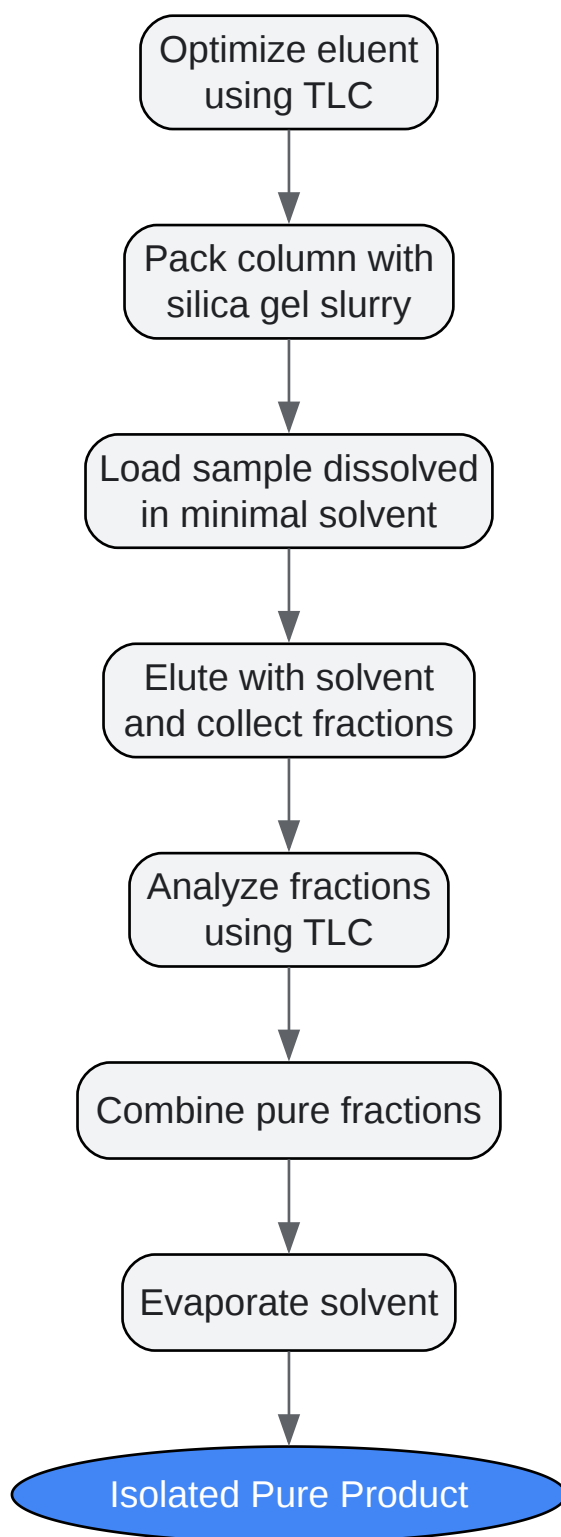 Optimize eluent
using TLC
Pack column with
silica gel slurry
Load sample dissolved
in minimal solvent
Elute with solvent
and collect fractions
Analyze fractions
using TLC
Combine pure fractions
Evaporate solvent
Isolated Pure Product